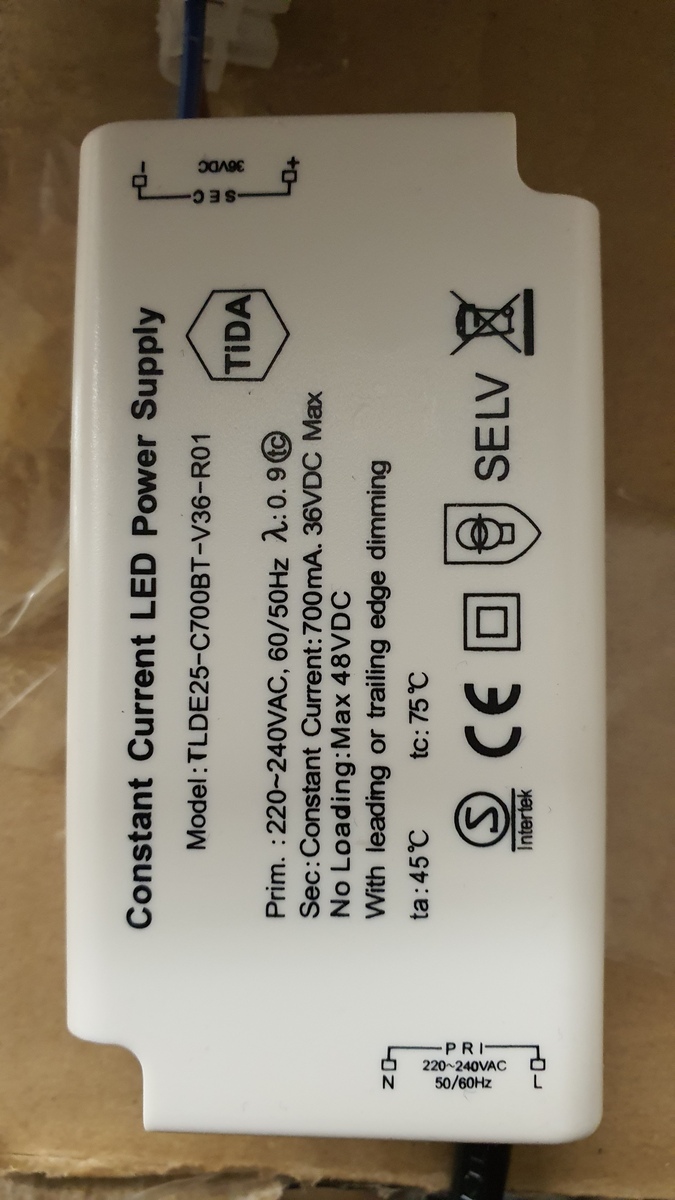 Constant Current LED Power Supply
Model:TLDE25-C700BT-V36-R01
TiDA
Prim.:220~240VAC, 60/50Hz λ:0.9 tc
Sec:Constant Current:700mA. 36VDC Max
No Loading:Max 48VDC
With leading or trailing edge dimming
ta:45℃ tc:75℃
S
Intertek
CE
SELV
PRI
220~240VAC
50/60Hz
N
L
SEC
36VDC
+
-